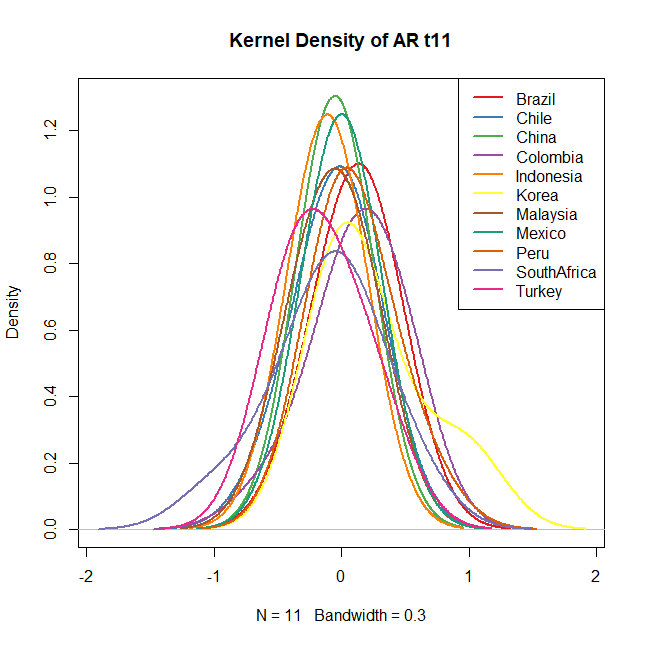 Kernel Density of AR t11
Brazil
Chile
China
Colombia
Indonesia
Korea
Malaysia
Mexico
Peru
SouthAfrica
Turkey
Density
0.0
0.2
0.4
0.6
0.8
1.0
1.2
-2 -1 0 1 2
N = 11 Bandwidth = 0.3